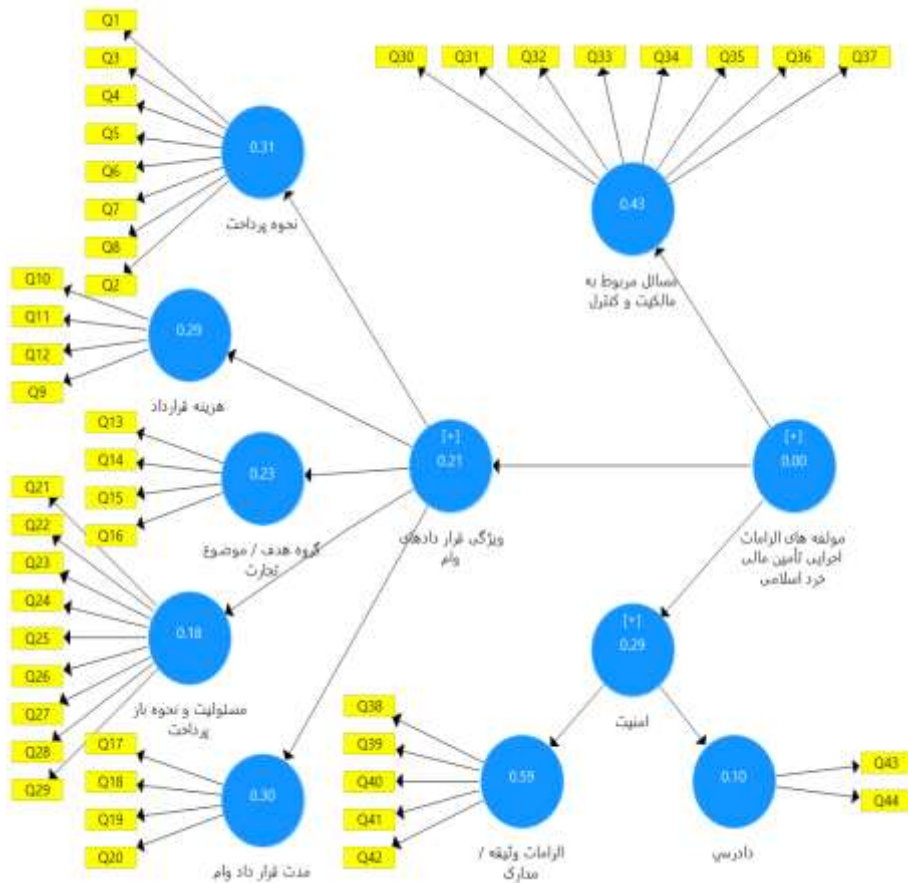 Q1
Q3
Q4
Q5
Q6
Q7
Q8
Q2
0.31
نحوه پرداخت
Q30
Q31
Q32
Q33
Q34
Q35
Q36
Q37
0.43
مسائل مربوط به
مالکیت و کنترل
Q10
Q11
Q12
Q9
0.29
هزینه قرارداد
Q13
Q14
Q15
Q16
0.23
گروه هدف / موضوع
تجارت
[+]
0.21
ویژگی قرار دادهای
وام
[+]
0.00
مولفه های الزامات
اجرایی تأمین مالی
خرد اسلامی
Q21
Q22
Q23
Q24
Q25
Q26
Q27
Q28
Q29
0.18
مسئولیت و نحوه باز
پرداخت
[+]
0.29
امنیت
Q17
Q18
Q19
Q20
0.30
مدت قرار داد وام
Q38
Q39
Q40
Q41
Q42
0.59
الزامات وثیقه /
مدارک
0.10
دادرسی
Q43
Q44